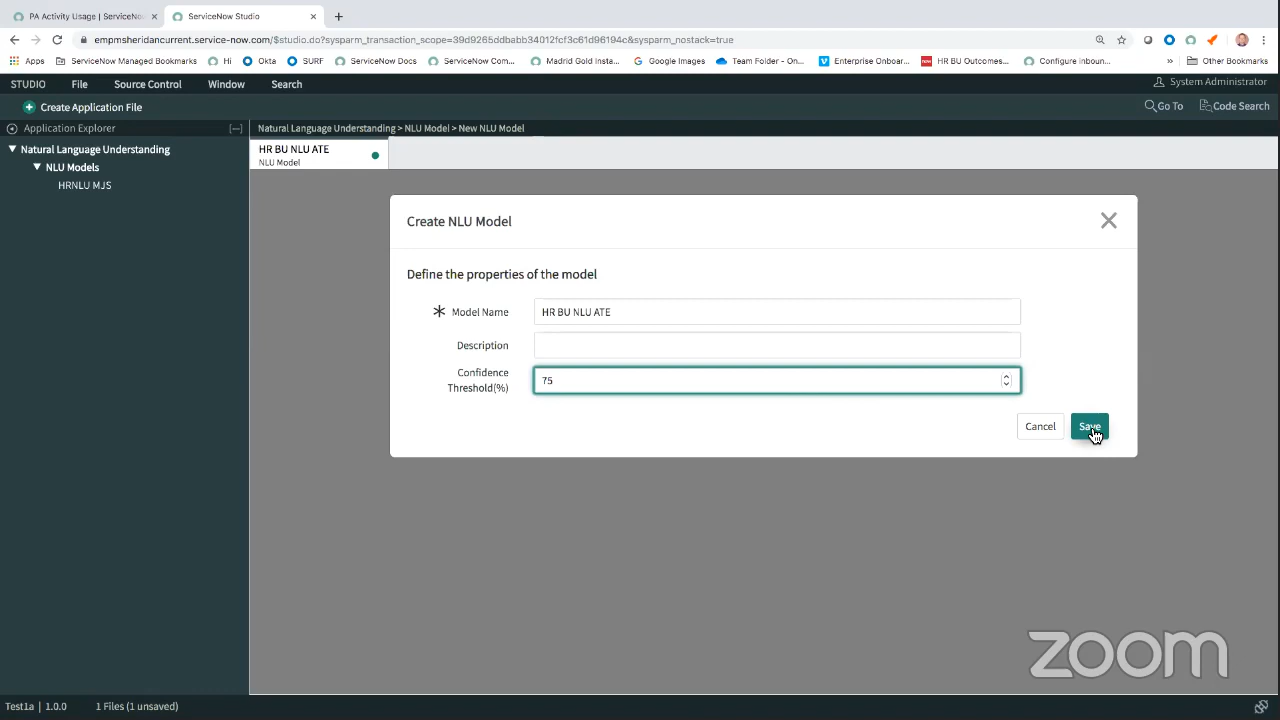 PA Activity Usage | ServiceNow
ServiceNow Studio
empmsheridancurrent.service-now.com/$studio.do?sysparm_transaction_scope=39d9265ddbabb34012fcf3c61d96194c&sysparm_nostack=true
Apps ServiceNow Managed Bookmarks Hi Okta SURF ServiceNow Docs ServiceNow Com... Madrid Gold Insta... Google Images Team Folder - On... Enterprise Onboar... HR BU Outcomes... Configure inboun... » Other Bookmarks
STUDIO File Source Control Window Search System Administrator
Create Application File Go To Code Search
Application Explorer
Natural Language Understanding > NLU Model > New NLU Model
Natural Language Understanding
NLU Models
HRNLU MJS
HR BU NLU ATE
NLU Model
Create NLU Model
Define the properties of the model
Model Name HR BU NLU ATE
Description
Confidence
Threshold(%)
75
Cancel Save
zoom
Test1a | 1.0.0 1 Files (1 unsaved)